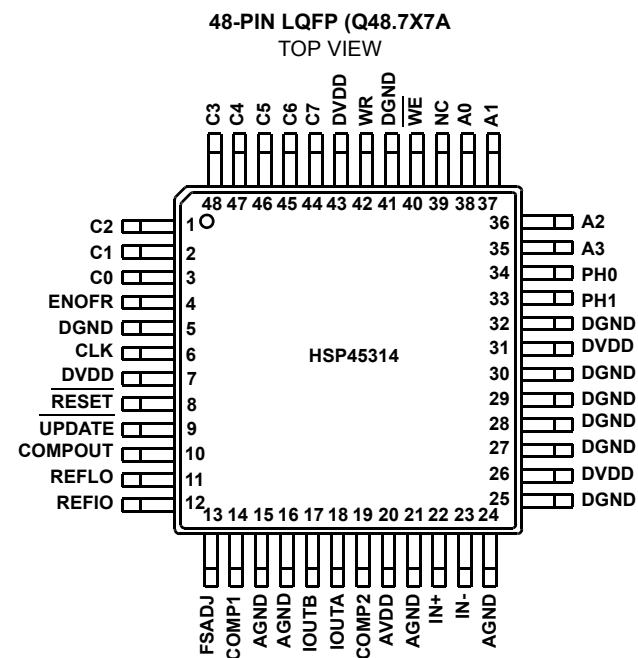 48-PIN LQFP (Q48.7X7A
TOP VIEW
C3
C4
C5
C6
C7
DVDD
WR
DGND
WE
NC
A0
A1
48 47 46 45 44 43 42 41 40 39 38 37
C2 1
C1 2
C0 3
ENOFR 4
DGND 5
CLK 6
DVDD 7
RESET 8
UPDATE 9
COMPOUT 10
REFLO 11
REFIO 12
HSP45314
36 A2
35 A3
34 PH0
33 PH1
32 DGND
31 DVDD
30 DGND
29 DGND
28 DGND
27 DGND
26 DVDD
25 DGND
13 14 15 16 17 18 19 20 21 22 23 24
FSADJ
COMP1
AGND
AGND
IOUTB
IOUTA
COMP2
AVDD
AGND
IN+
IN-
AGND